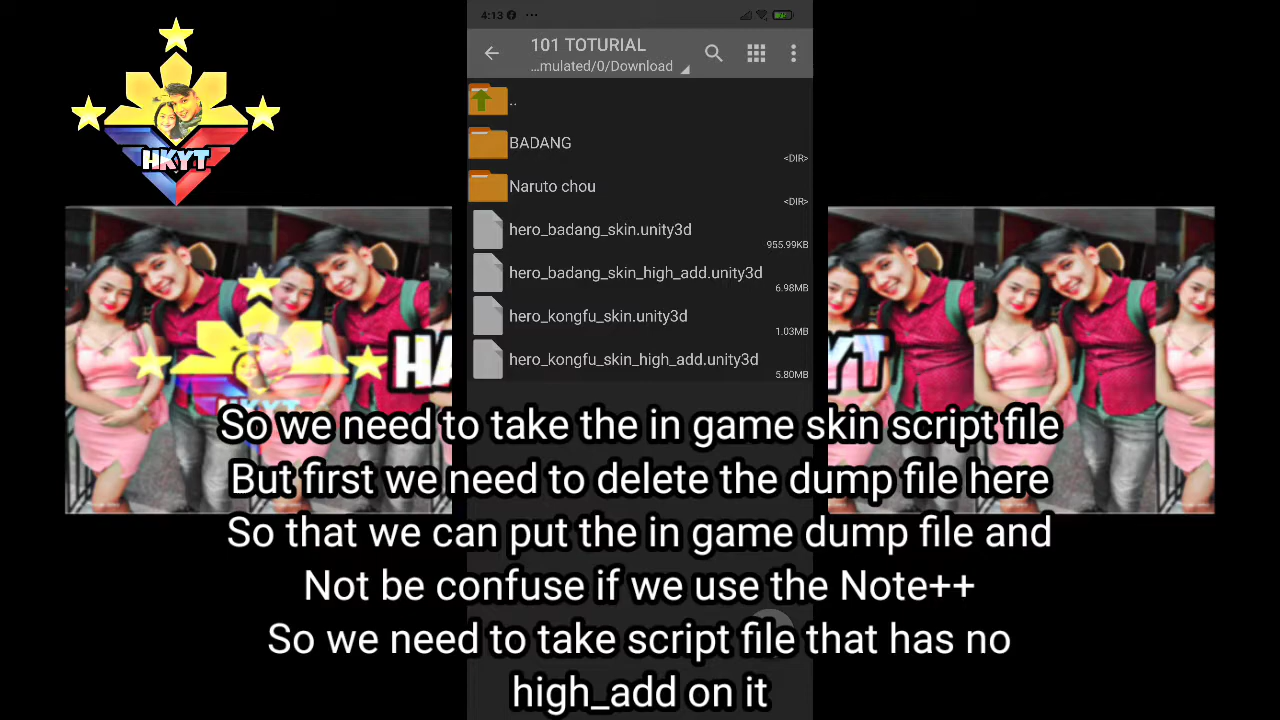 4:13
101 TOTURIAL
...mulated/0/Download
..
BADANG
<DIR>
Naruto chou
<DIR>
hero_badang_skin.unity3d
955.99KB
hero_badang_skin_high_add.unity3d
6.98MB
hero_kongfu_skin.unity3d
1.03MB
hero_kongfu_skin_high_add.unity3d
5.80MB
HKYT
So we need to take the in game skin script file
But first we need to delete the dump file here
So that we can put the in game dump file and
Not be confuse if we use the Note++
So we need to take script file that has no
high_add on it